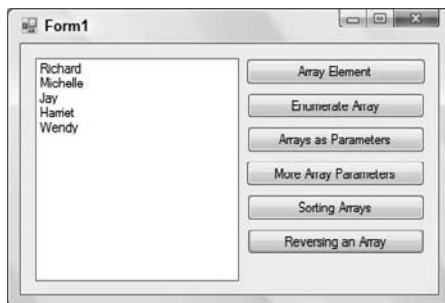 Form1
Richard
Michelle
Jay
Harriet
Wendy
Array Element
Enumerate Array
Arrays as Parameters
More Array Parameters
Sorting Arrays
Reversing an Array